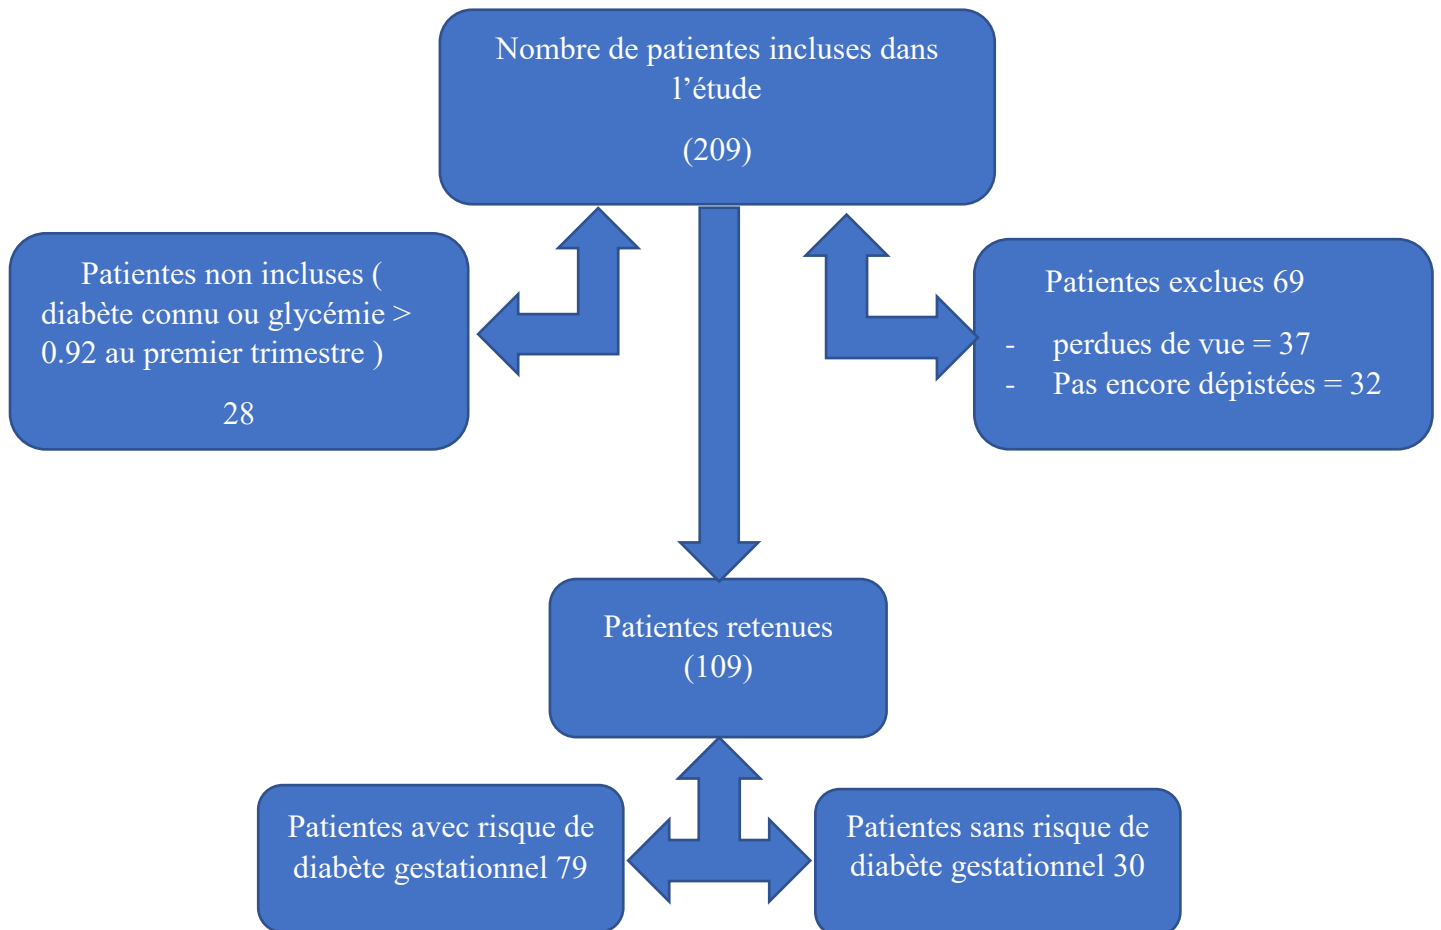 Nombre de patientes incluses dans
l’étude
(209)
Patientes non incluses (
diabète connu ou glycémie >
0.92 au premier trimestre )
28
Patientes exclues 69
- perdues de vue = 37
- Pas encore dépistées = 32
Patientes retenues
(109)
Patientes avec risque de
diabète gestationnel 79
Patientes sans risque de
diabète gestationnel 30